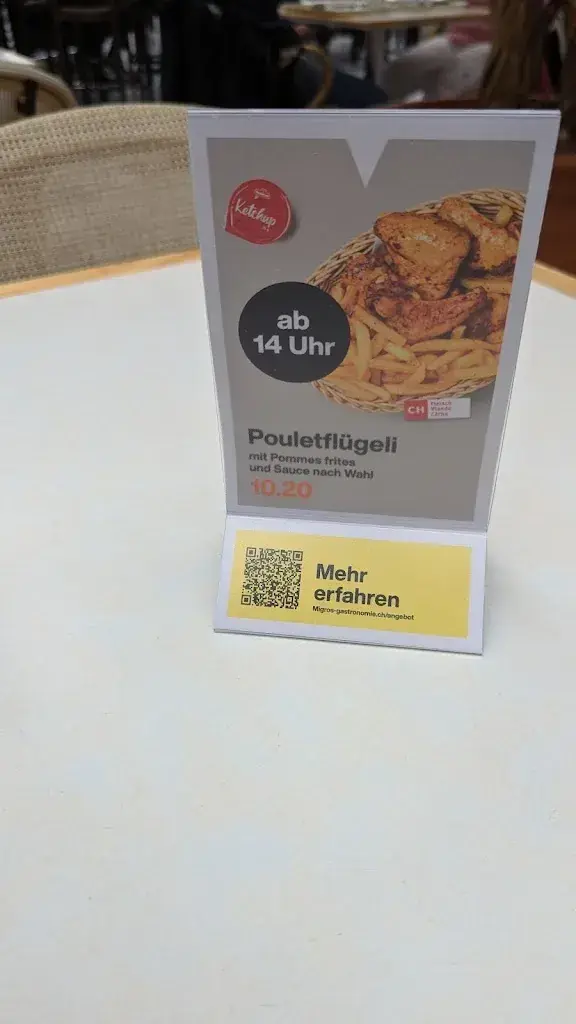 Ketchup
ab
14 Uhr
CH
Fleisch
Viande
Carne
Pouletflügeli
mit Pommes frites
und Sauce nach Wahl
10.20
Mehr
erfahren
Migros-gastronomie.ch/angebot